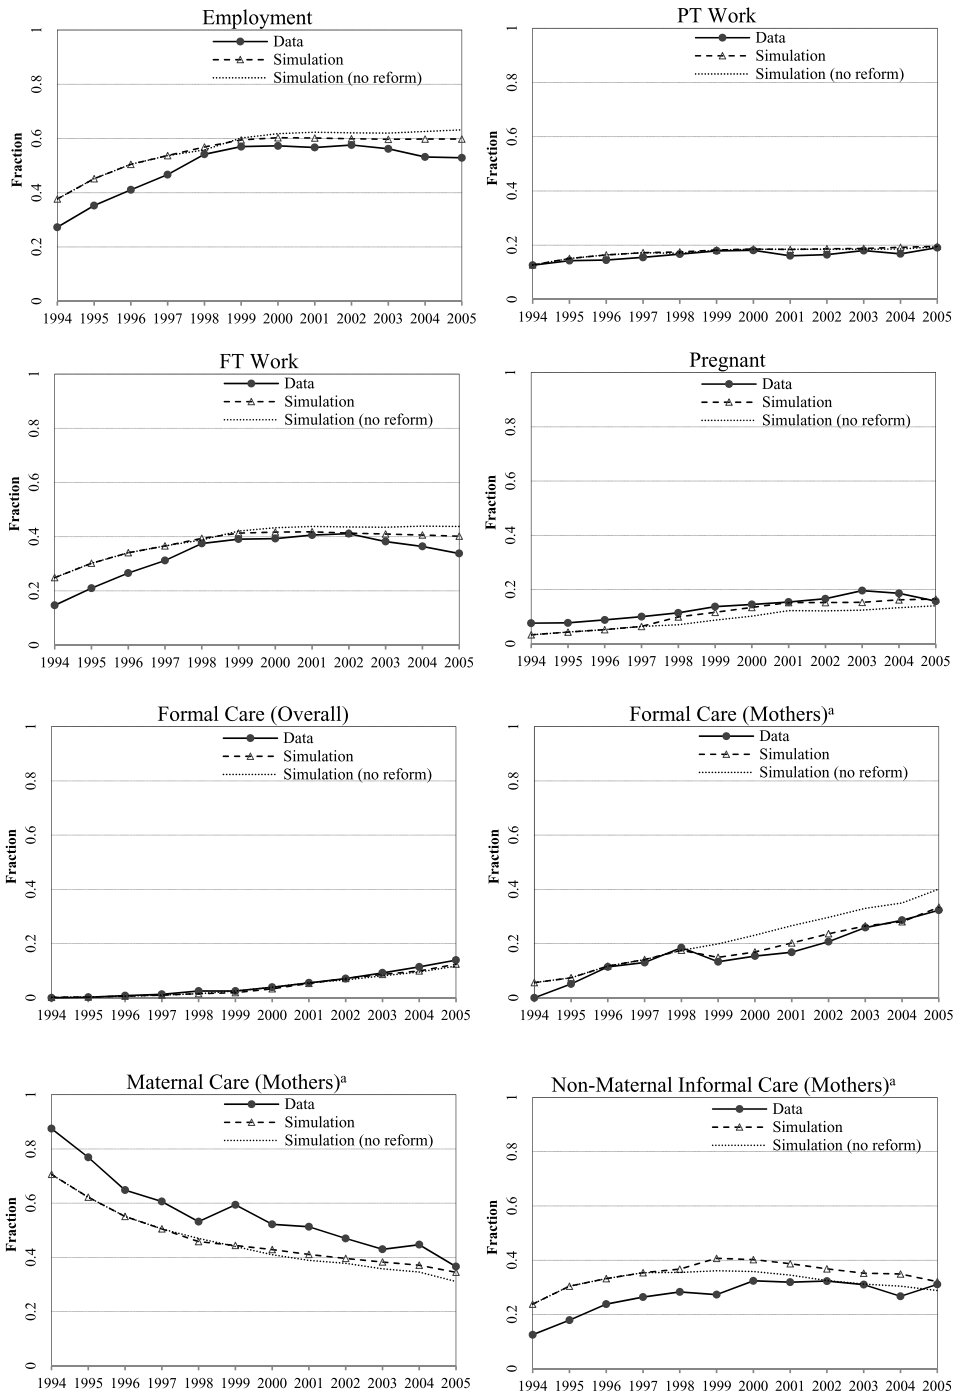 Employment
Data
Simulation
Simulation (no reform)
Fraction
1
0.8
0.6
0.4
0.2
0
1994 1995 1996 1997 1998 1999 2000 2001 2002 2003 2004 2005
PT Work
Data
Simulation
Simulation (no reform)
Fraction
1
0.8
0.6
0.4
0.2
0
1994 1995 1996 1997 1998 1999 2000 2001 2002 2003 2004 2005
FT Work
Data
Simulation
Simulation (no reform)
Fraction
1
0.8
0.6
0.4
0.2
0
1994 1995 1996 1997 1998 1999 2000 2001 2002 2003 2004 2005
Pregnant
Data
Simulation
Simulation (no reform)
Fraction
1
0.8
0.6
0.4
0.2
0
1994 1995 1996 1997 1998 1999 2000 2001 2002 2003 2004 2005
Formal Care (Overall)
Data
Simulation
Simulation (no reform)
Fraction
1
0.8
0.6
0.4
0.2
0
1994 1995 1996 1997 1998 1999 2000 2001 2002 2003 2004 2005
Formal Care (Mothers)ª
Data
Simulation
Simulation (no reform)
Fraction
1
0.8
0.6
0.4
0.2
0
1994 1995 1996 1997 1998 1999 2000 2001 2002 2003 2004 2005
Maternal Care (Mothers)ª
Data
Simulation
Simulation (no reform)
Fraction
1
0.8
0.6
0.4
0.2
0
1994 1995 1996 1997 1998 1999 2000 2001 2002 2003 2004 2005
Non-Maternal Informal Care (Mothers)ª
Data
Simulation
Simulation (no reform)
Fraction
1
0.8
0.6
0.4
0.2
0
1994 1995 1996 1997 1998 1999 2000 2001 2002 2003 2004 2005